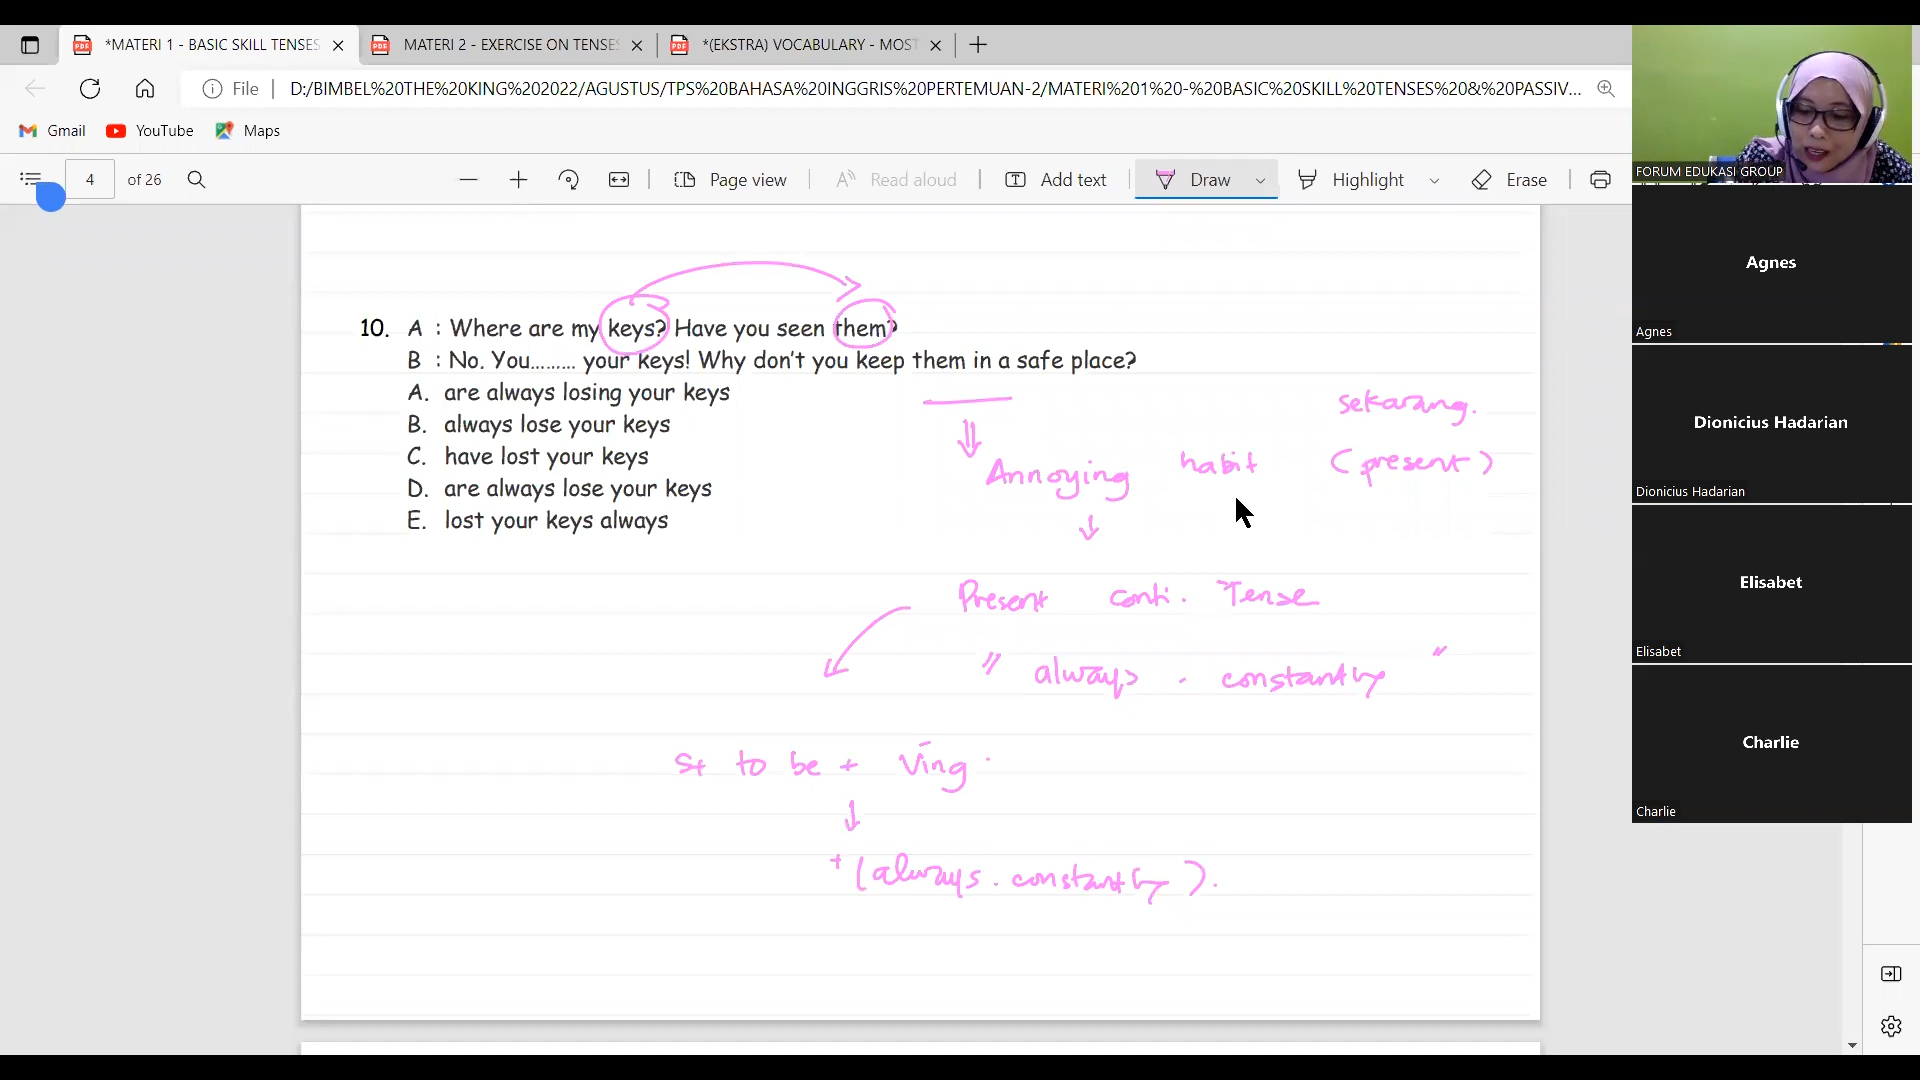 *MATERI 1 - BASIC SKILL TENSES
MATERI 2 - EXERCISE ON TENSES
*(EKSTRA) VOCABULARY - MOST
File
D:/BIMBEL%20THE%20KING%202022/AGUSTUS/TPS%20BAHASA%20INGGRIS%20PERTEMUAN-2/MATERI%201%20-%20BASIC%20SKILL%20TENSES%20&%20PASSIV...
Gmail YouTube Maps
4 of 26 Page view Read aloud Add text Draw Highlight Erase
FORUM EDUKASI GROUP
Agnes
Agnes
Dionicius Hadarian
Dionicius Hadarian
Elisabet
Elisabet
Charlie
Charlie
10. A : Where are my keys? Have you seen them?
B : No. You......... your keys! Why don't you keep them in a safe place?
A. are always losing your keys
B. always lose your keys
C. have lost your keys
D. are always lose your keys
E. lost your keys always
sekarang.
Annoying habit (present)
Present conti. Tense
" always . constantly "
S+ to be + Ving .
+ (always . constantly).